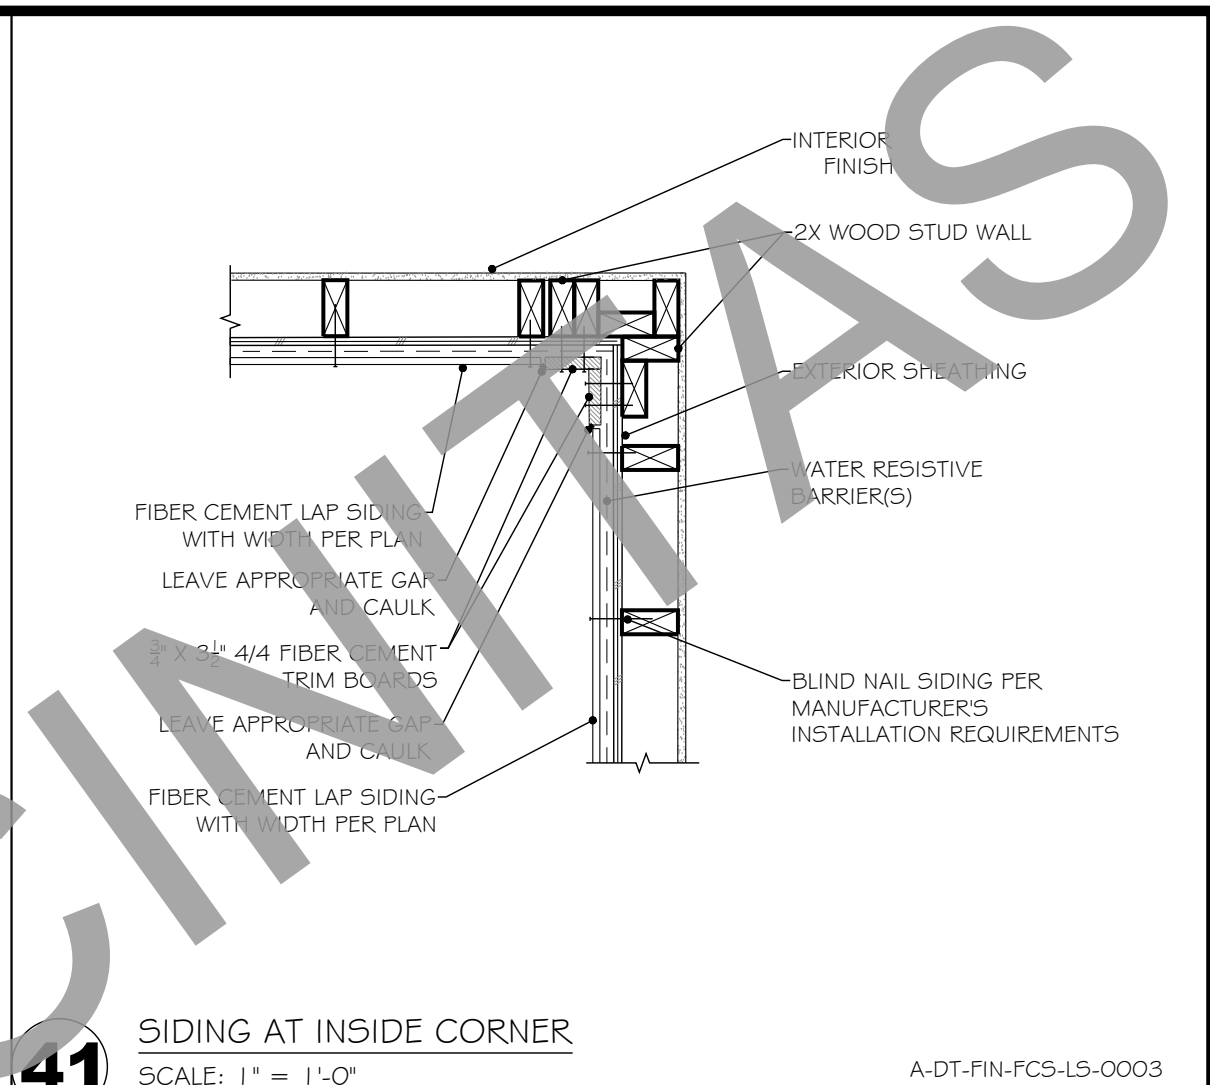 INTERIOR
FINISH
2X WOOD STUD WALL
EXTERIOR SHEATHING
WATER RESISTIVE
BARRIER(S)
BLIND NAIL SIDING PER
MANUFACTURER'S
INSTALLATION REQUIREMENTS
FIBER CEMENT LAP SIDING
WITH WIDTH PER PLAN
LEAVE APPROPRIATE GAP
AND CAULK
3/4" X 3 1/2" 4/4 FIBER CEMENT
TRIM BOARDS
LEAVE APPROPRIATE GAP
AND CAULK
FIBER CEMENT LAP SIDING
WITH WIDTH PER PLAN
41
SIDING AT INSIDE CORNER
SCALE: 1" = 1'-0"
A-DT-FIN-FCS-LS-0003
CINITAS